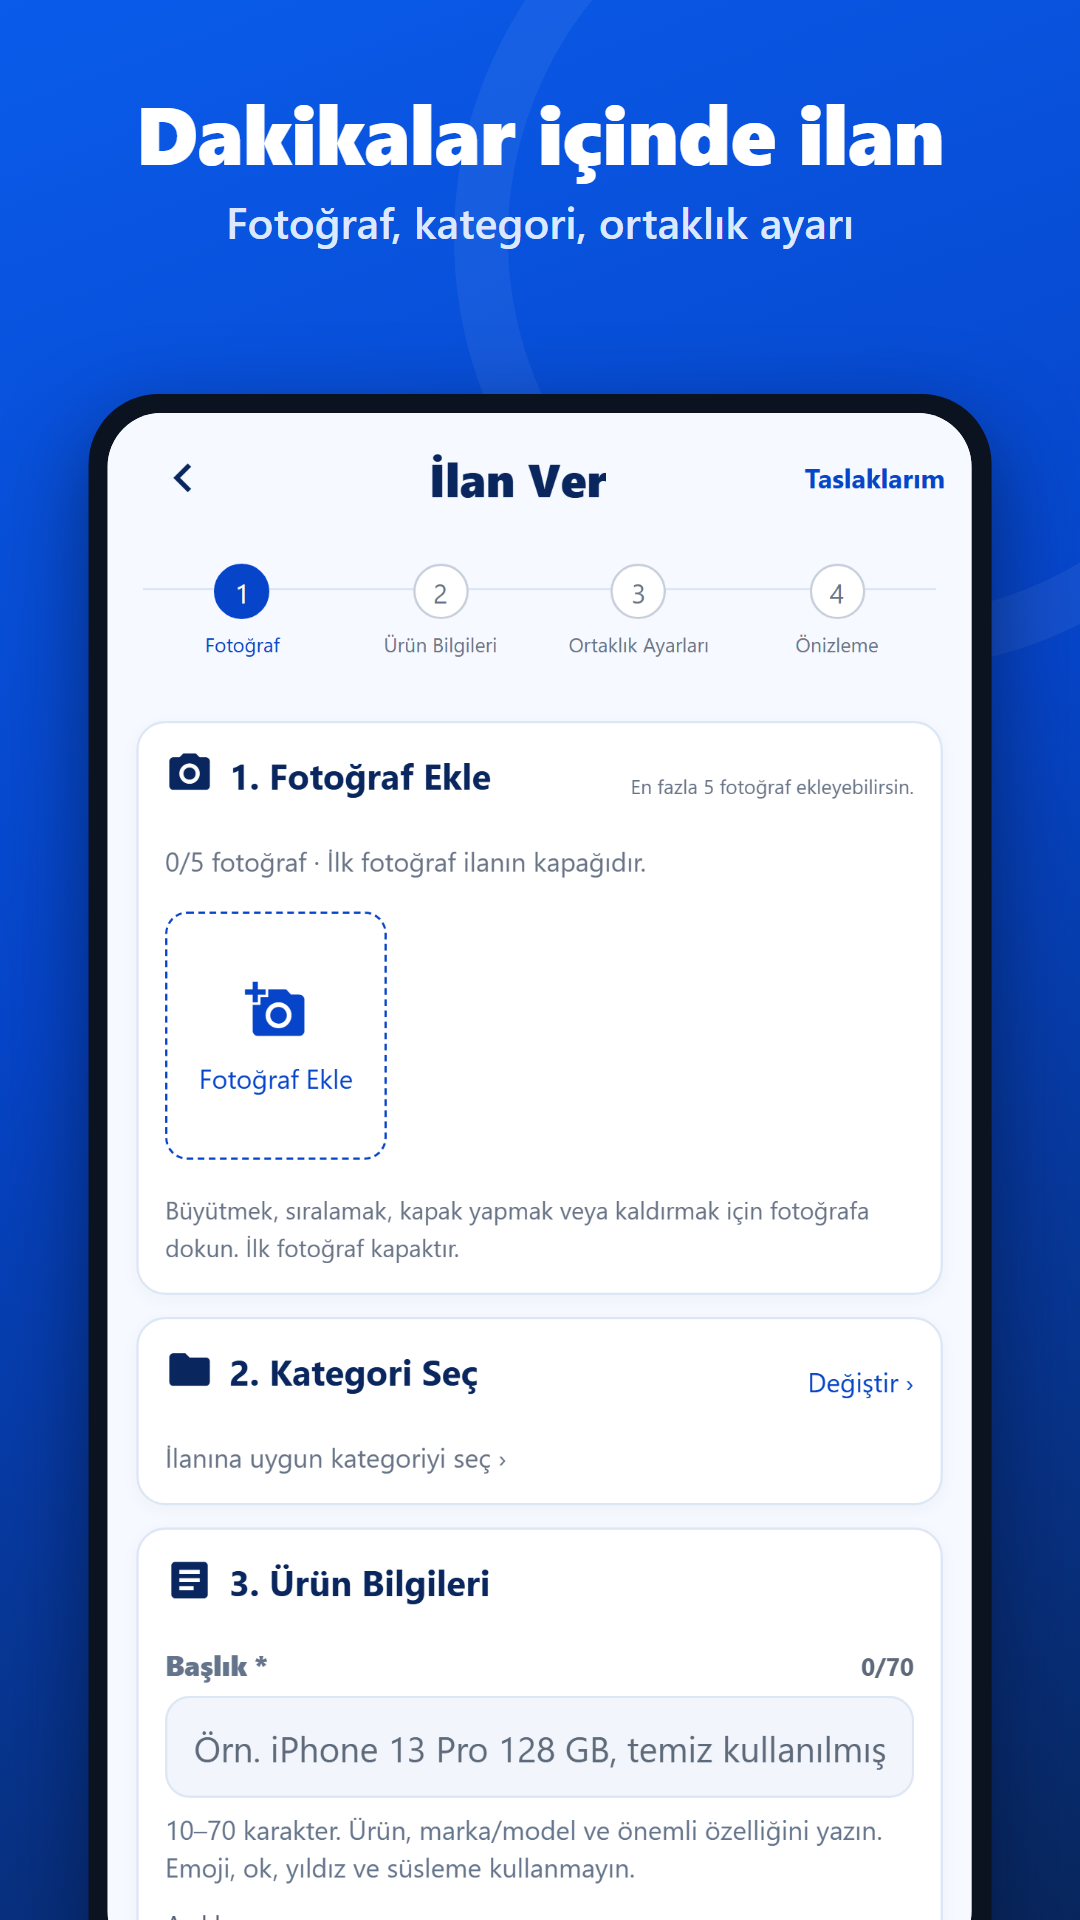 Dakikalar içinde ilan
Fotoğraf, kategori, ortaklık ayarı
İlan Ver
Taslaklarım
1
2
3
4
Fotoğraf
Ürün Bilgileri
Ortaklık Ayarları
Önizleme
1. Fotoğraf Ekle
En fazla 5 fotoğraf ekleyebilirsin.
0/5 fotoğraf · İlk fotoğraf ilanın kapağıdır.
Fotoğraf Ekle
Büyütmek, sıralamak, kapak yapmak veya kaldırmak için fotoğrafa
dokun. İlk fotoğraf kapaktır.
2. Kategori Seç
Değiştir ›
İlanına uygun kategoriyi seç ›
3. Ürün Bilgileri
Başlık *
0/70
Örn. iPhone 13 Pro 128 GB, temiz kullanılmış
10–70 karakter. Ürün, marka/model ve önemli özelliğini yazın.
Emoji, ok, yıldız ve süsleme kullanmayın.